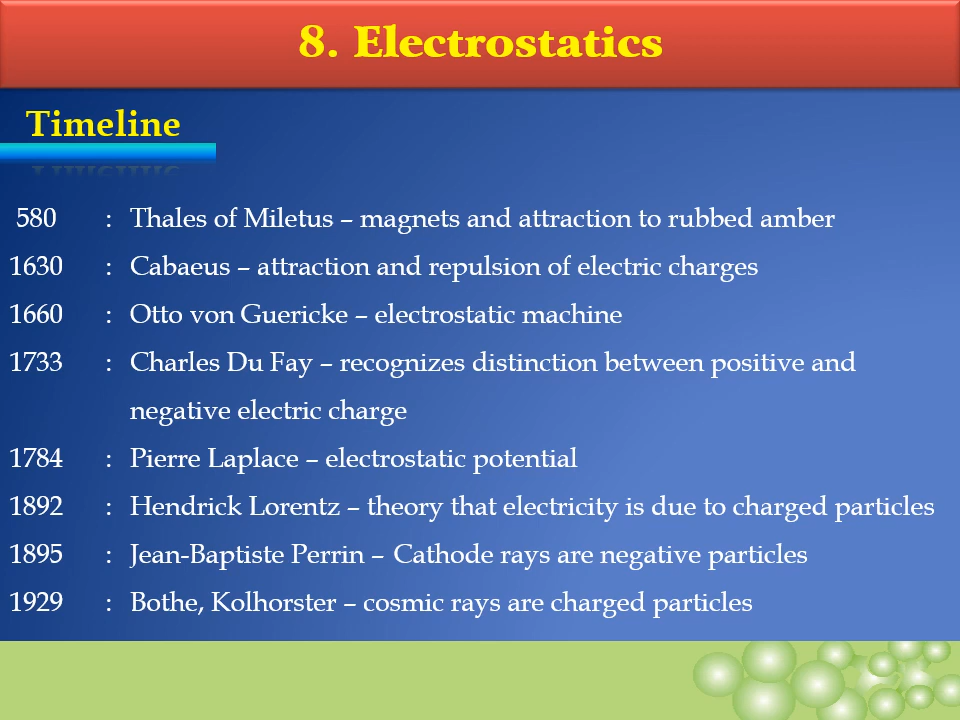 8. Electrostatics
Timeline
580 : Thales of Miletus – magnets and attraction to rubbed amber
1630 : Cabaeus – attraction and repulsion of electric charges
1660 : Otto von Guericke – electrostatic machine
1733 : Charles Du Fay – recognizes distinction between positive and
negative electric charge
1784 : Pierre Laplace – electrostatic potential
1892 : Hendrick Lorentz – theory that electricity is due to charged particles
1895 : Jean-Baptiste Perrin – Cathode rays are negative particles
1929 : Bothe, Kolhorster – cosmic rays are charged particles